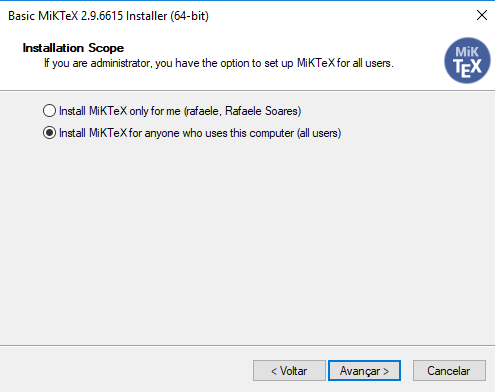 Basic MiKTeX 2.9.6615 Installer (64-bit)
Installation Scope
If you are administrator, you have the option to set up MiKTeX for all users.
MiK
TEX
Install MiKTeX only for me (rafaele, Rafaele Soares)
Install MiKTeX for anyone who uses this computer (all users)
< Voltar
Avançar >
Cancelar